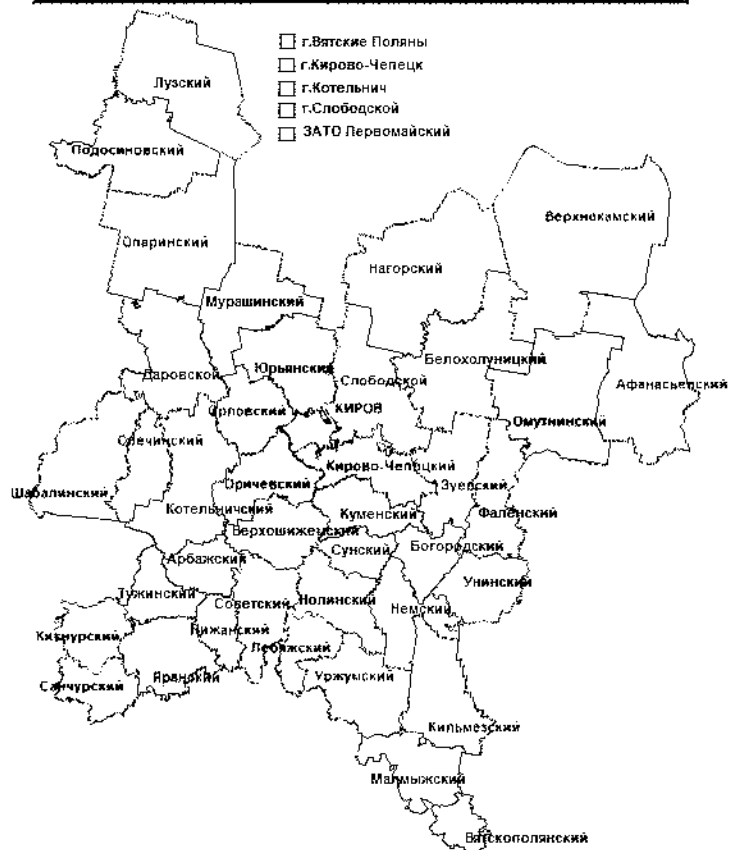 г.Вятские Поляны
г.Кирово-Чепецк
г.Котельнич
г.Слободской
ЗАТО Первомайский
Лузский
Подосиновский
Верхнекамский
Опаринский
Нагорский
Мурашинский
Белохолуницкий
Юрьянский
Даровской
Слободской
Афанасьевский
Орловский
КИРОВ
Омутнинский
Свечинский
Кирово-Чепецкий
Оричевский
Зуевский
Шабалинский
Котельничский
Куменский
Фаленский
Верхошижемский
Сунский
Богородский
Арбажский
Унинский
Тужинский
Советский
Нолинский
Немский
Кикнурский
Пижанский
Лебяжский
Санчурский
Яранский
Уржумский
Кильмезский
Малмыжский
Вятскополянский